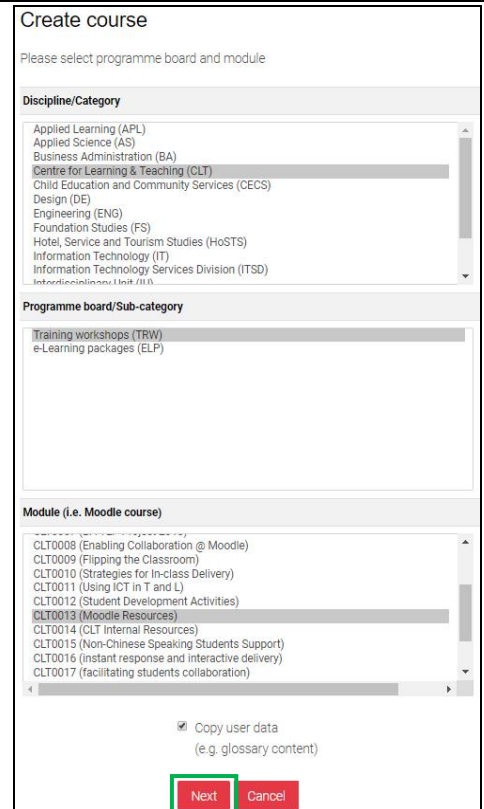 Create course
Please select programme board and module
Discipline/Category
Applied Learning (APL)
Applied Science (AS)
Business Administration (BA)
Centre for Learning & Teaching (CLT)
Child Education and Community Services (CECS)
Design (DE)
Engineering (ENG)
Foundation Studies (FS)
Hotel, Service and Tourism Studies (HoSTS)
Information Technology (IT)
Information Technology Services Division (ITSD)
Interdisciplinary Unit (IU)
Programme board/Sub-category
Training workshops (TRW)
e-Learning packages (ELP)
Module (i.e. Moodle course)
CLT0008 (Enabling Collaboration @ Moodle)
CLT0009 (Flipping the Classroom)
CLT0010 (Strategies for In-class Delivery)
CLT0011 (Using ICT in T and L)
CLT0012 (Student Development Activities)
CLT0013 (Moodle Resources)
CLT0014 (CLT Internal Resources)
CLT0015 (Non-Chinese Speaking Students Support)
CLT0016 (instant response and interactive delivery)
CLT0017 (facilitating students collaboration)
Copy user data
(e.g. glossary content)
Next Cancel